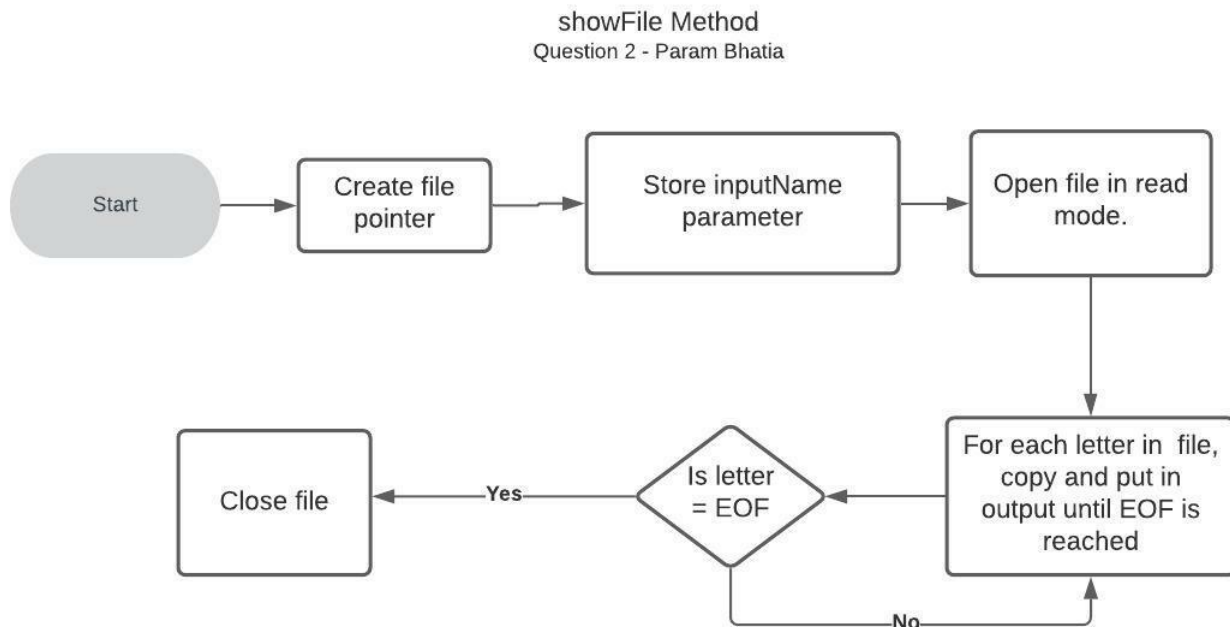 showFile Method
Question 2 - Param Bhatia
Start
Create file
pointer
Store inputName
parameter
Open file in read
mode.
For each letter in file,
copy and put in
output until EOF is
reached
Is letter
= EOF
Yes
Close file
No